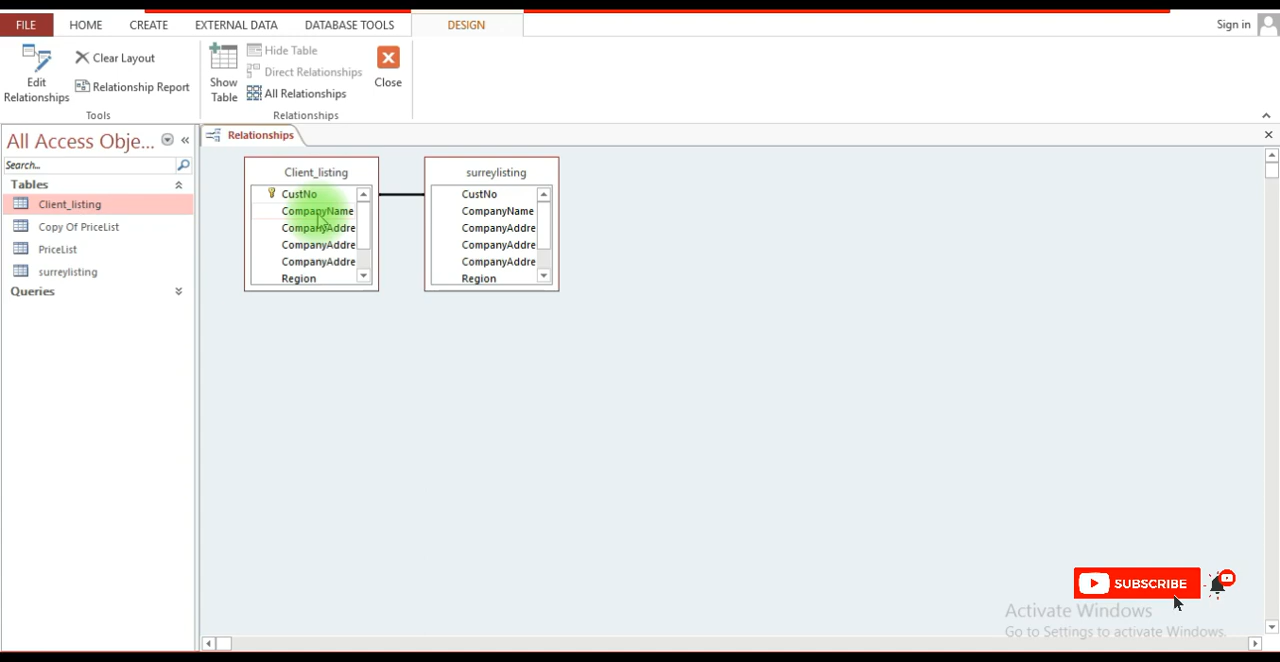 FILE HOME CREATE EXTERNAL DATA DATABASE TOOLS DESIGN Sign in
Edit Relationships
Clear Layout
Relationship Report
Tools
Show Table
Hide Table
Direct Relationships
All Relationships
Relationships
Close
All Access Obje...
Search...
Tables
Client_listing
Copy Of PriceList
PriceList
surreylisting
Queries
Relationships
Client_listing
CustNo
CompanyName
CompanyAddre
CompanyAddre
CompanyAddre
Region
surreylisting
CustNo
CompanyName
CompanyAddre
CompanyAddre
CompanyAddre
Region
SUBSCRIBE
Activate Windows
Go to Settings to activate Windows.